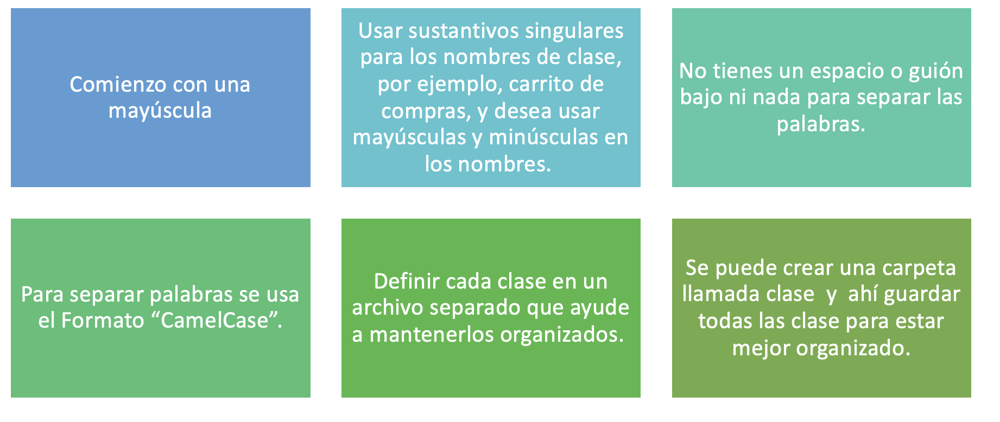 Comienzo con una
mayúscula
Usar sustantivos singulares
para los nombres de clase,
por ejemplo, carrito de
compras, y desea usar
mayúsculas y minúsculas en
los nombres.
No tienes un espacio o guión
bajo ni nada para separar las
palabras.
Para separar palabras se usa
el Formato “CamelCase”.
Definir cada clase en un
archivo separado que ayude
a mantenerlos organizados.
Se puede crear una carpeta
llamada clase  y  ahí guardar
todas las clase para estar
mejor organizado.